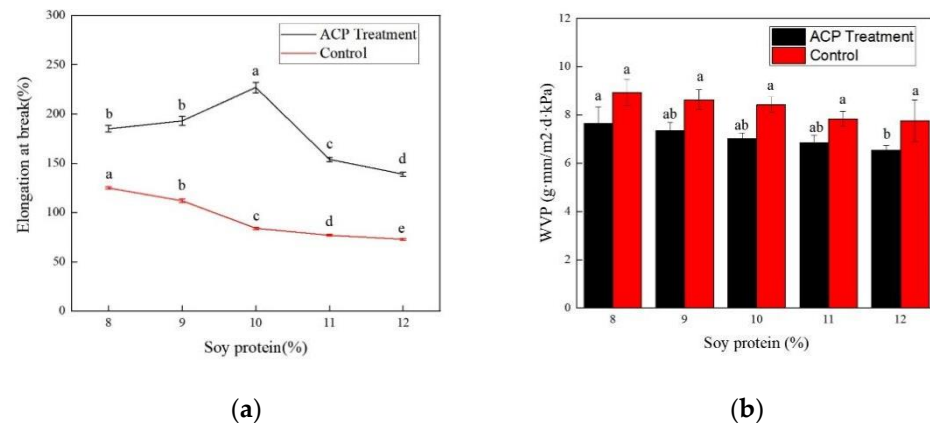 300
250
200
150
100
50
0
Elongation at break(%)
ACP Treatment
Control
b
b
a
c
d
a
b
c
d
e
8 9 10 11 12
Soy protein(%)
(a)
12
10
8
6
4
2
0
WVP (g·mm/m2·d·kPa)
ACP Treatment
Control
a a ab a ab a ab a b a
8 9 10 11 12
Soy protein (%)
(b)